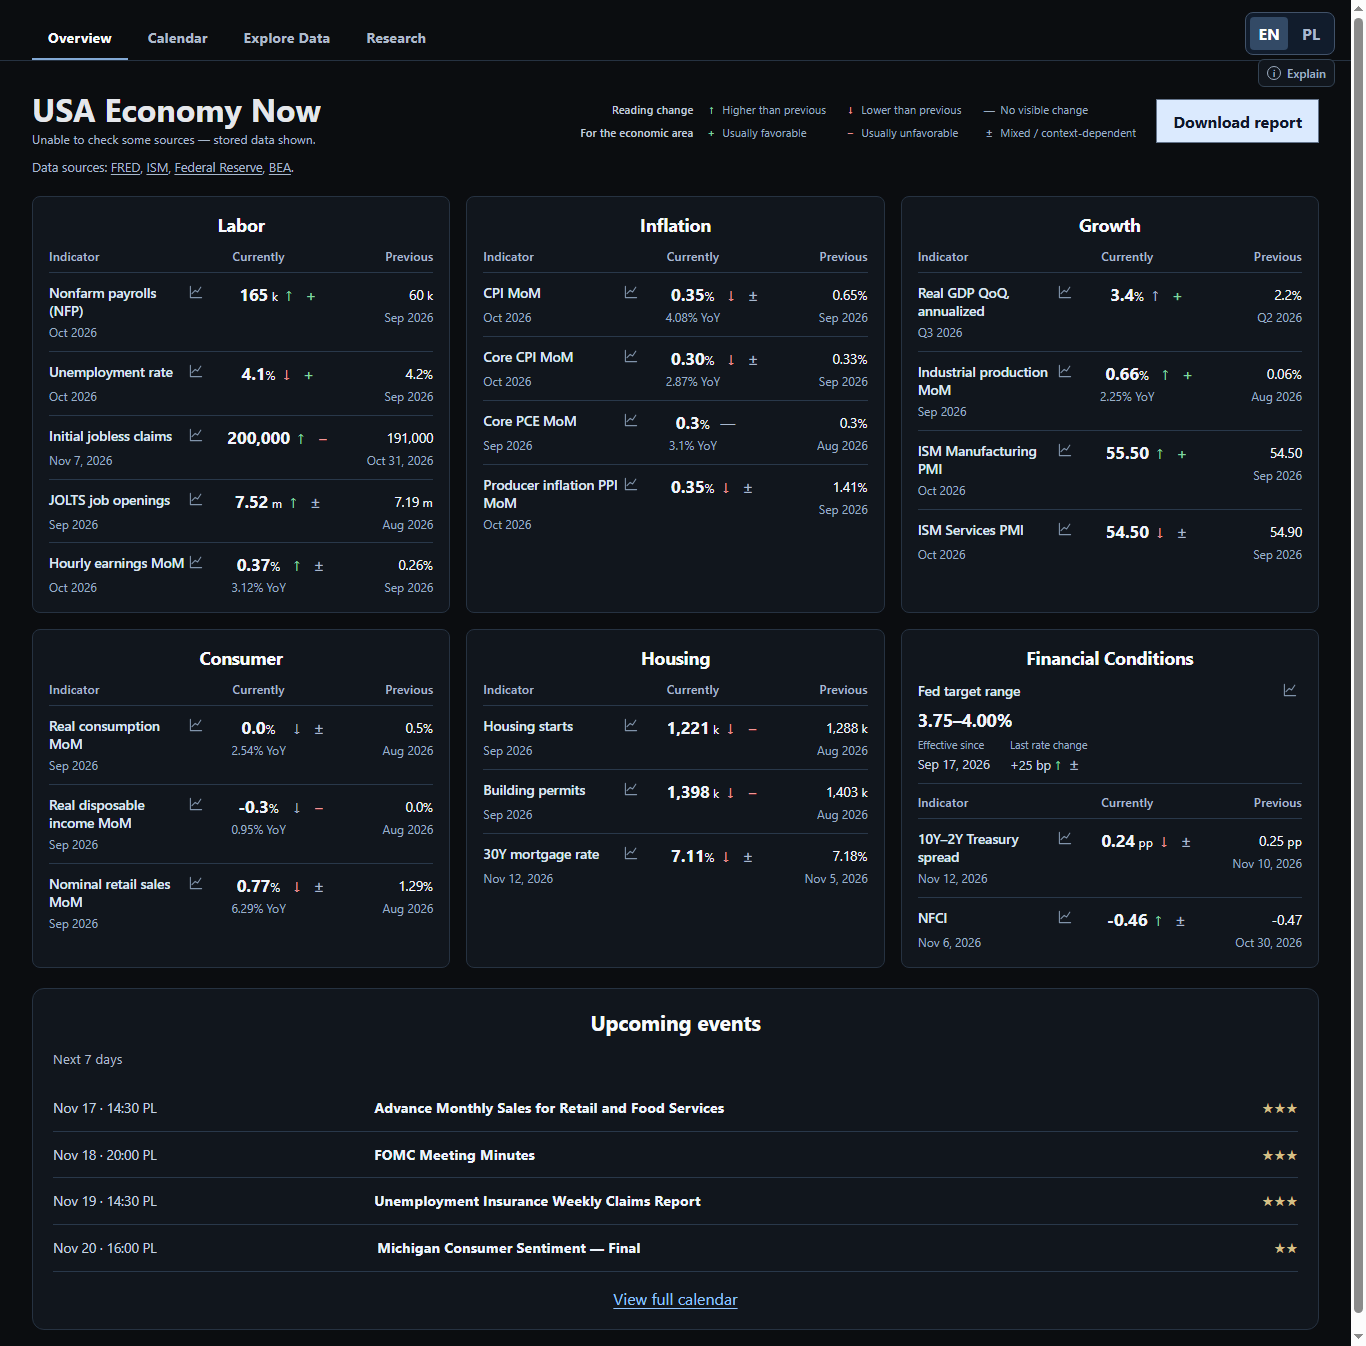 Overview Calendar Explore Data Research EN PL
Explain
USA Economy Now
Unable to check some sources — stored data shown.
Data sources: FRED, ISM, Federal Reserve, BEA.
Reading change ↑ Higher than previous ↓ Lower than previous — No visible change
For the economic area + Usually favorable − Usually unfavorable ± Mixed / context-dependent
Download report
Labor
Indicator Currently Previous
Nonfarm payrolls (NFP) 165 k ↑ + 60 k
Oct 2026 Sep 2026
Unemployment rate 4.1% ↓ + 4.2%
Oct 2026 Sep 2026
Initial jobless claims 200,000 ↑ − 191,000
Nov 7, 2026 Oct 31, 2026
JOLTS job openings 7.52 m ↑ ± 7.19 m
Sep 2026 Aug 2026
Hourly earnings MoM 0.37% ↑ ± 0.26%
Oct 2026 3.12% YoY Sep 2026
Inflation
Indicator Currently Previous
CPI MoM 0.35% ↓ ± 0.65%
Oct 2026 4.08% YoY Sep 2026
Core CPI MoM 0.30% ↓ ± 0.33%
Oct 2026 2.87% YoY Sep 2026
Core PCE MoM 0.3% — 0.3%
Sep 2026 3.1% YoY Aug 2026
Producer inflation PPI MoM 0.35% ↓ ± 1.41%
Oct 2026 Sep 2026
Growth
Indicator Currently Previous
Real GDP QoQ, annualized 3.4% ↑ + 2.2%
Q3 2026 Q2 2026
Industrial production MoM 0.66% ↑ + 0.06%
Sep 2026 2.25% YoY Aug 2026
ISM Manufacturing PMI 55.50 ↑ + 54.50
Oct 2026 Sep 2026
ISM Services PMI 54.50 ↓ ± 54.90
Oct 2026 Sep 2026
Consumer
Indicator Currently Previous
Real consumption MoM 0.0% ↓ ± 0.5%
Sep 2026 2.54% YoY Aug 2026
Real disposable income MoM -0.3% ↓ − 0.0%
Sep 2026 0.95% YoY Aug 2026
Nominal retail sales MoM 0.77% ↓ ± 1.29%
Sep 2026 6.29% YoY Aug 2026
Housing
Indicator Currently Previous
Housing starts 1,221 k ↓ − 1,288 k
Sep 2026 Aug 2026
Building permits 1,398 k ↓ − 1,403 k
Sep 2026 Aug 2026
30Y mortgage rate 7.11% ↓ ± 7.18%
Nov 12, 2026 Nov 5, 2026
Financial Conditions
Fed target range
3.75–4.00%
Effective since Last rate change
Sep 17, 2026 +25 bp ↑ ±
Indicator Currently Previous
10Y–2Y Treasury spread 0.24 pp ↓ ± 0.25 pp
Nov 12, 2026 Nov 10, 2026
NFCI -0.46 ↑ ± -0.47
Nov 6, 2026 Oct 30, 2026
Upcoming events
Next 7 days
Nov 17 · 14:30 PL Advance Monthly Sales for Retail and Food Services ★★★
Nov 18 · 20:00 PL FOMC Meeting Minutes ★★★
Nov 19 · 14:30 PL Unemployment Insurance Weekly Claims Report ★★★
Nov 20 · 16:00 PL Michigan Consumer Sentiment — Final ★★
View full calendar